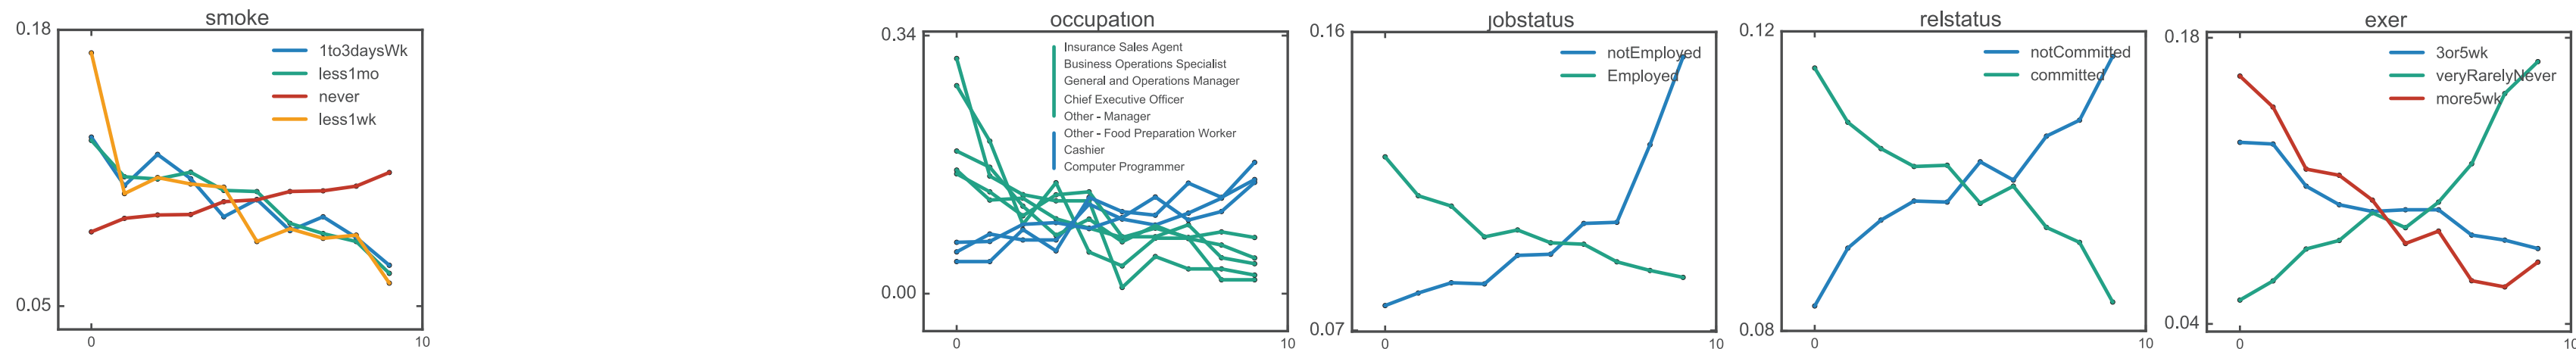 smoke
0.18
0.05
0
10
1to3daysWk
less1mo
never
less1wk
occupation
0.34
0.00
0
10
Insurance Sales Agent
Business Operations Specialist
General and Operations Manager
Chief Executive Officer
Other - Manager
Other - Food Preparation Worker
Cashier
Computer Programmer
jobstatus
0.16
0.07
0
10
notEmployed
Employed
relstatus
0.12
0.08
0
10
notCommitted
committed
exer
0.18
0.04
0
10
3or5wk
veryRarelyNever
more5wk